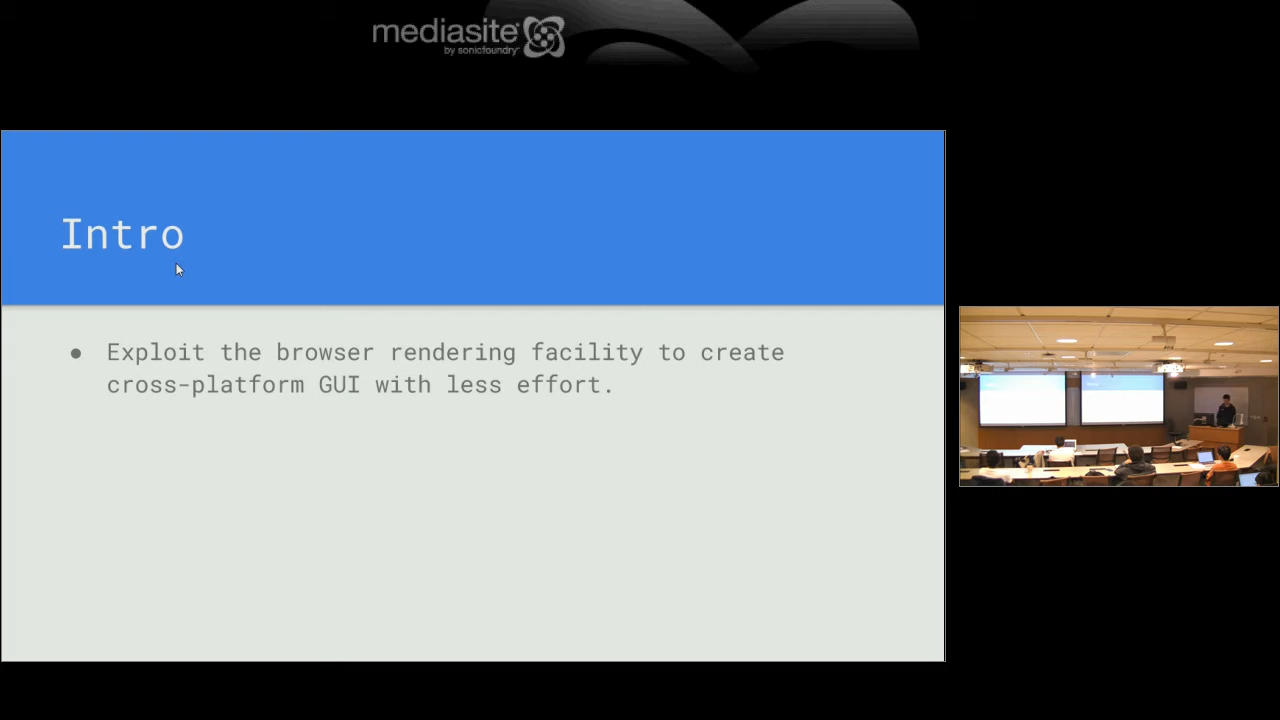 mediasite
by sonicfoundry
Intro
● Exploit the browser rendering facility to create
cross-platform GUI with less effort.